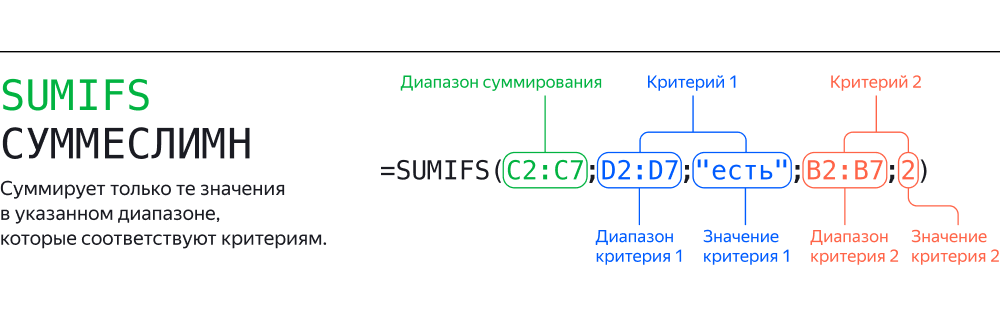 SUMIFS
СУММЕСЛИМН
Суммирует только те значения
в указанном диапазоне,
которые соответствуют критериям.
Диапазон суммирования
Критерий 1
Критерий 2
=SUMIFS(C2:C7;D2:D7;"есть";B2:B7;2)
Диапазон
критерия 1
Значение
критерия 1
Диапазон
критерия 2
Значение
критерия 2